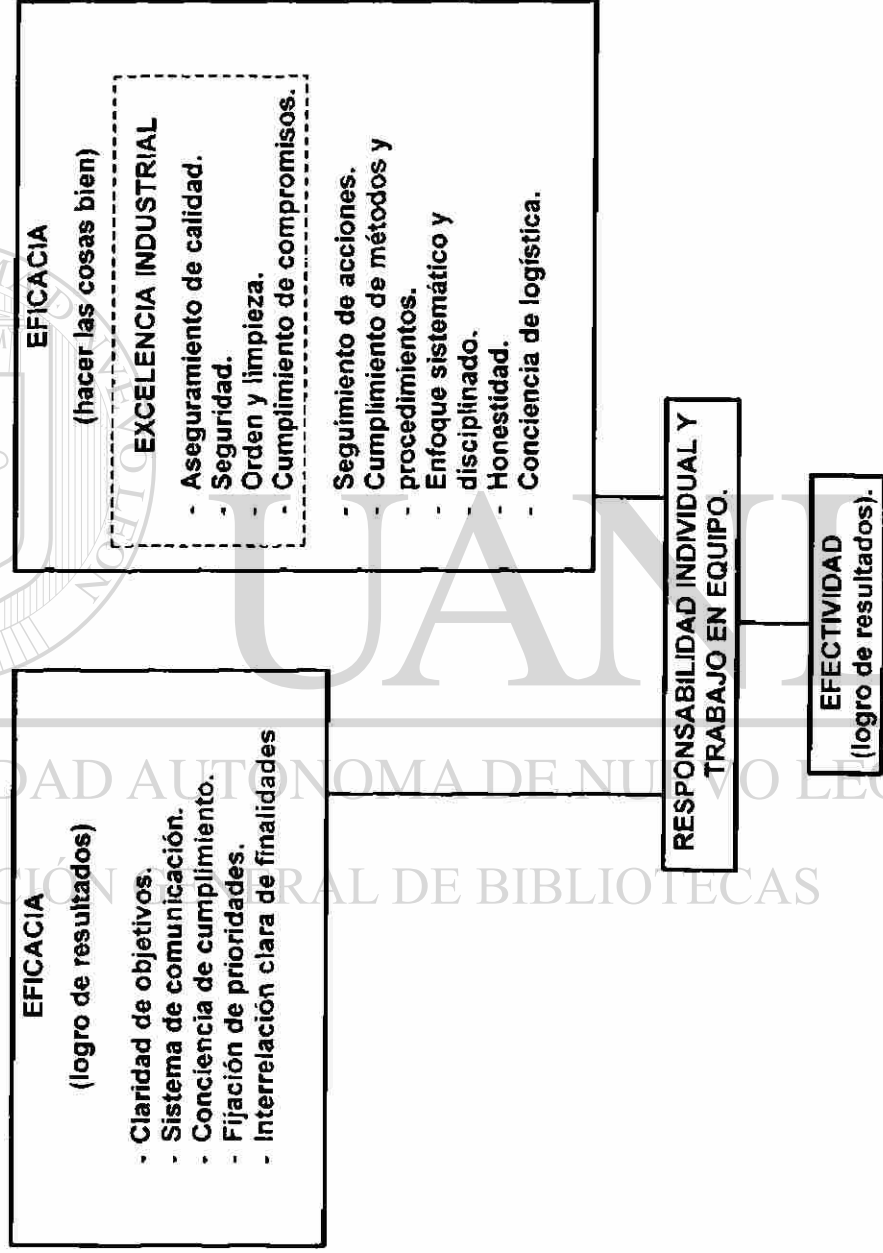 EFICACIA
(logro de resultados)
- Claridad de objetivos.
- Sistema de comunicación.
- Conciencia de cumplimiento.
- Fijación de prioridades.
- Interrelación clara de finalidades
EFICACIA
(hacer las cosas bien)
EXCELENCIA INDUSTRIAL
- Aseguramiento de calidad.
- Seguridad.
- Orden y limpieza.
- Cumplimiento de compromisos.
- Seguimiento de acciones.
- Cumplimiento de métodos y
- procedimientos.
- Enfoque sistemático y
- disciplinado.
- Honestidad.
- Conciencia de logística.
RESPONSABILIDAD INDIVIDUAL Y
TRABAJO EN EQUIPO.
EFECTIVIDAD
(logro de resultados).
UANL
DAD AUTÓNOMA DE NUEVO LEÓ
CIÓN GENERAL DE BIBLIOTECAS